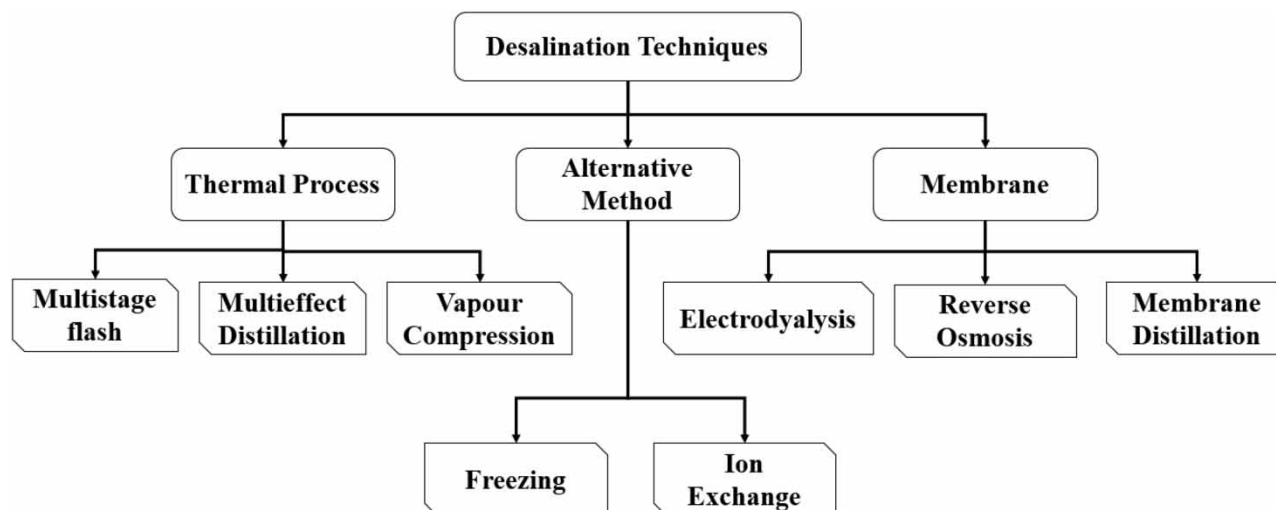 Desalination Techniques
Thermal Process
Alternative
Method
Membrane
Multistage
flash
Multieffect
Distillation
Vapour
Compression
Electrodyalysis
Reverse
Osmosis
Membrane
Distillation
Freezing
Ion
Exchange